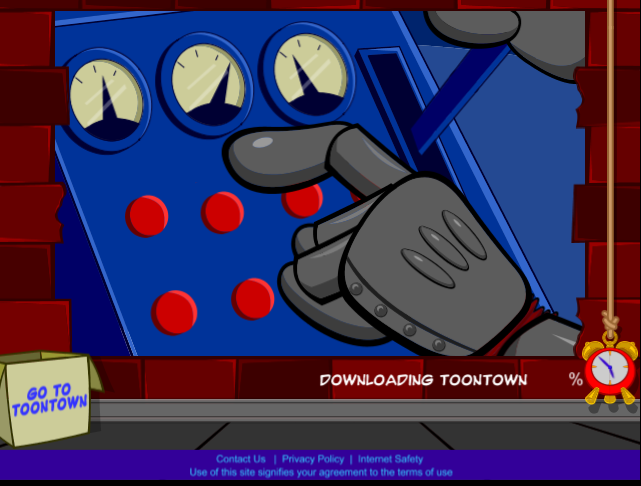 DOWNLOADING TOONTOWN %
GO TO
TOONTOWN
Contact Us | Privacy Policy | Internet Safety
Use of this site signifies your agreement to the terms of use